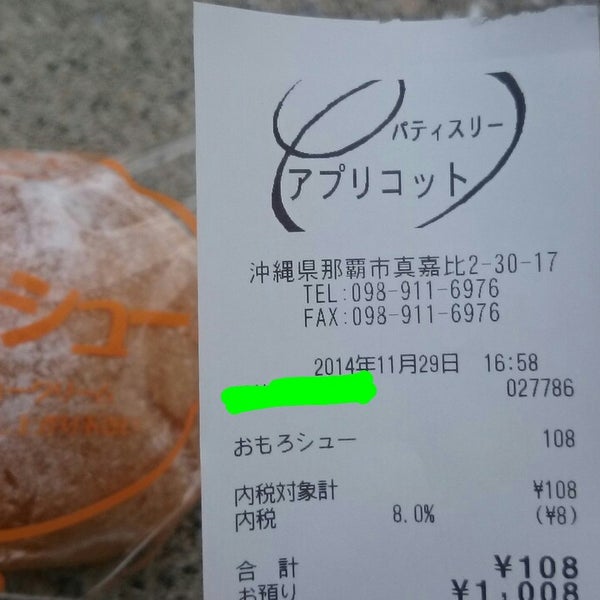 パティスリー
アプリコット
沖縄県那覇市真嘉比2-30-17
TEL:098-911-6976
FAX:098-911-6976
2014年11月29日 16:58
027786
おもろシュー 108
内税対象計 ¥108
内税 8.0% (¥8)
合 計 ¥108
お預り ¥1,008
シュー